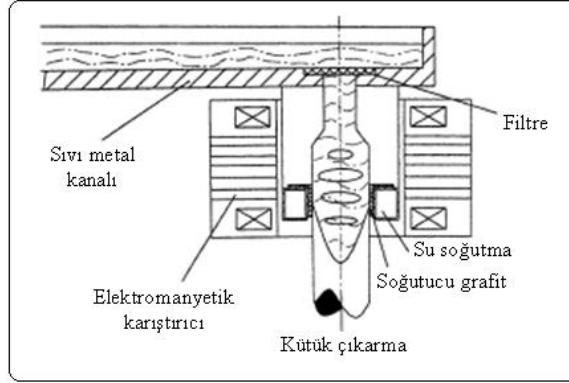 Filtre
Sıvı metal
kanalı
Su soğutma
Soğutucu grafit
Elektromanyetik
karıştırıcı
Kütük çıkarma